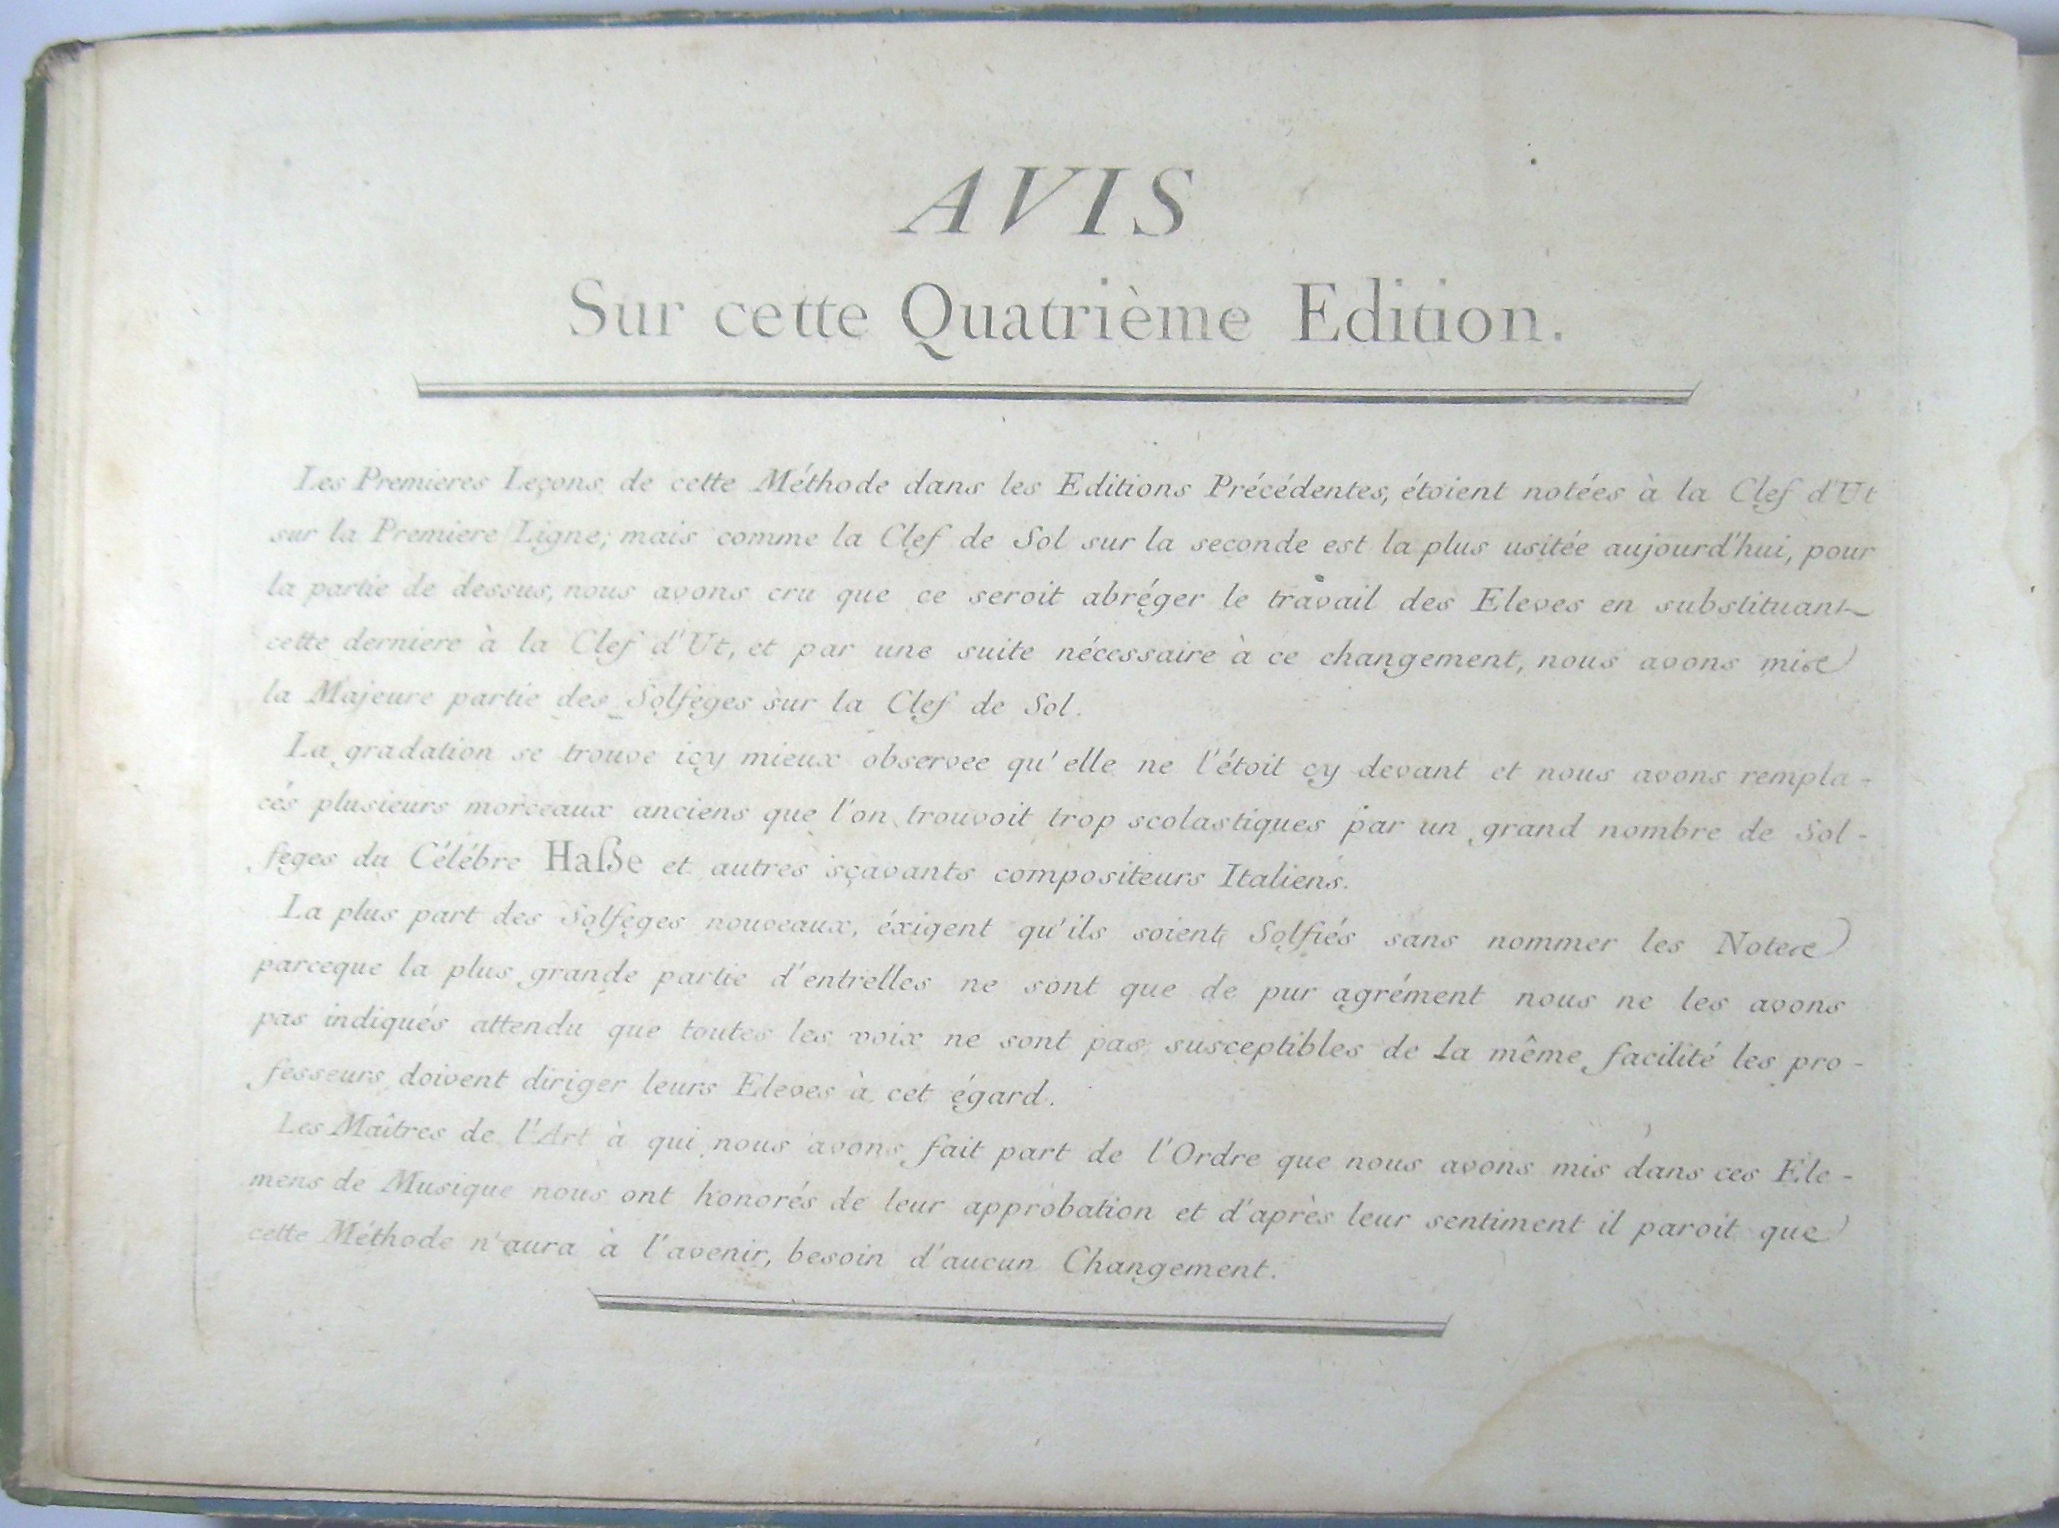 AVIS
Sur cette Quatrième Edition.
Les Premieres Leçons de cette Méthode dans les Editions Précédentes, étoient notées à la Clef d'Ut
sur la Premiere Ligne; mais comme la Clef de Sol sur la seconde est la plus usitée aujourd'hui, pour
la partie de dessus, nous avons cru que ce seroit abréger le travail des Eleves en substituant
cette derniere à la Clef d'Ut, et par une suite nécessaire à ce changement, nous avons mis
la Majeure partie des Solfeges sur la Clef de Sol.
La gradation se trouve icy mieux observee qu'elle ne l'étoit cy devant et nous avons rempla-
cés plusieurs morceaux anciens que l'on trouvoit trop scolastiques par un grand nombre de Sol-
feges du Célébre Haße et autres sçavants compositeurs Italiens.
La plus part des Solfeges nouveaux, éxigent qu'ils soient Solfiés sans nommer les Notes
parceque la plus grande partie d'entrelles ne sont que de pur agrément nous ne les avons
pas indiqués attendu que toutes les voix ne sont pas susceptibles de la même facilité les pro-
fesseurs doivent diriger leurs Eleves à cet égard.
Les Maîtres de l'Art à qui nous avons fait part de l'Ordre que nous avons mis dans ces Ele-
mens de Musique nous ont honorés de leur approbation et d'après leur sentiment il paroit que
cette Méthode n'aura à l'avenir, besoin d'aucun Changement.